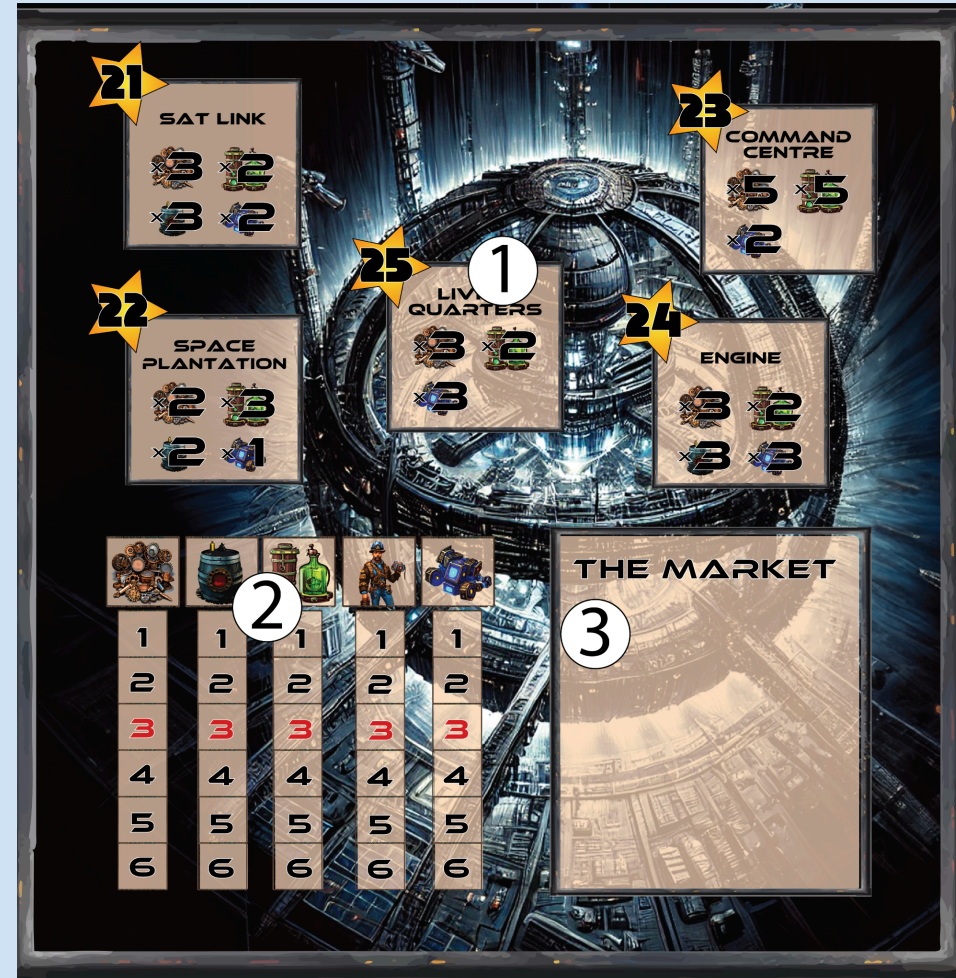 21
SAT LINK
×3 ×2
×3 ×2
23
COMMAND
CENTRE
×5 ×5
×2
25
1
QUARTERS
×3 ×2
×3
22
SPACE
PLANTATION
×2 ×3
×2 ×1
24
ENGINE
×3 ×2
×3 ×3
2
1 1 1 1 1
2 2 2 2 2
3 3 3 3 3
4 4 4 4 4
5 5 5 5 5
6 6 6 6 6
THE MARKET
3